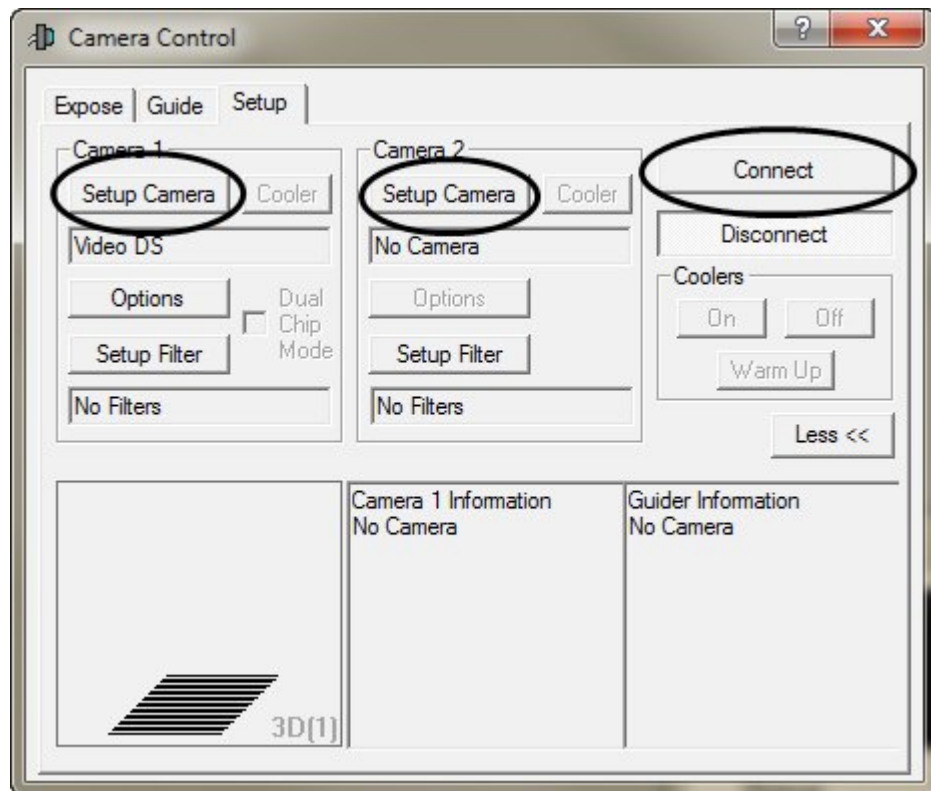 Camera Control
?
X
Expose Guide Setup
Camera 1
Setup Camera Cooler
Video DS
Options
Dual
Chip
Mode
Setup Filter
No Filters
Camera 2
Setup Camera Cooler
No Camera
Options
Setup Filter
No Filters
Connect
Disconnect
Coolers
On Off
Warm Up
Less <<
3D(1)
Camera 1 Information
No Camera
Guider Information
No Camera